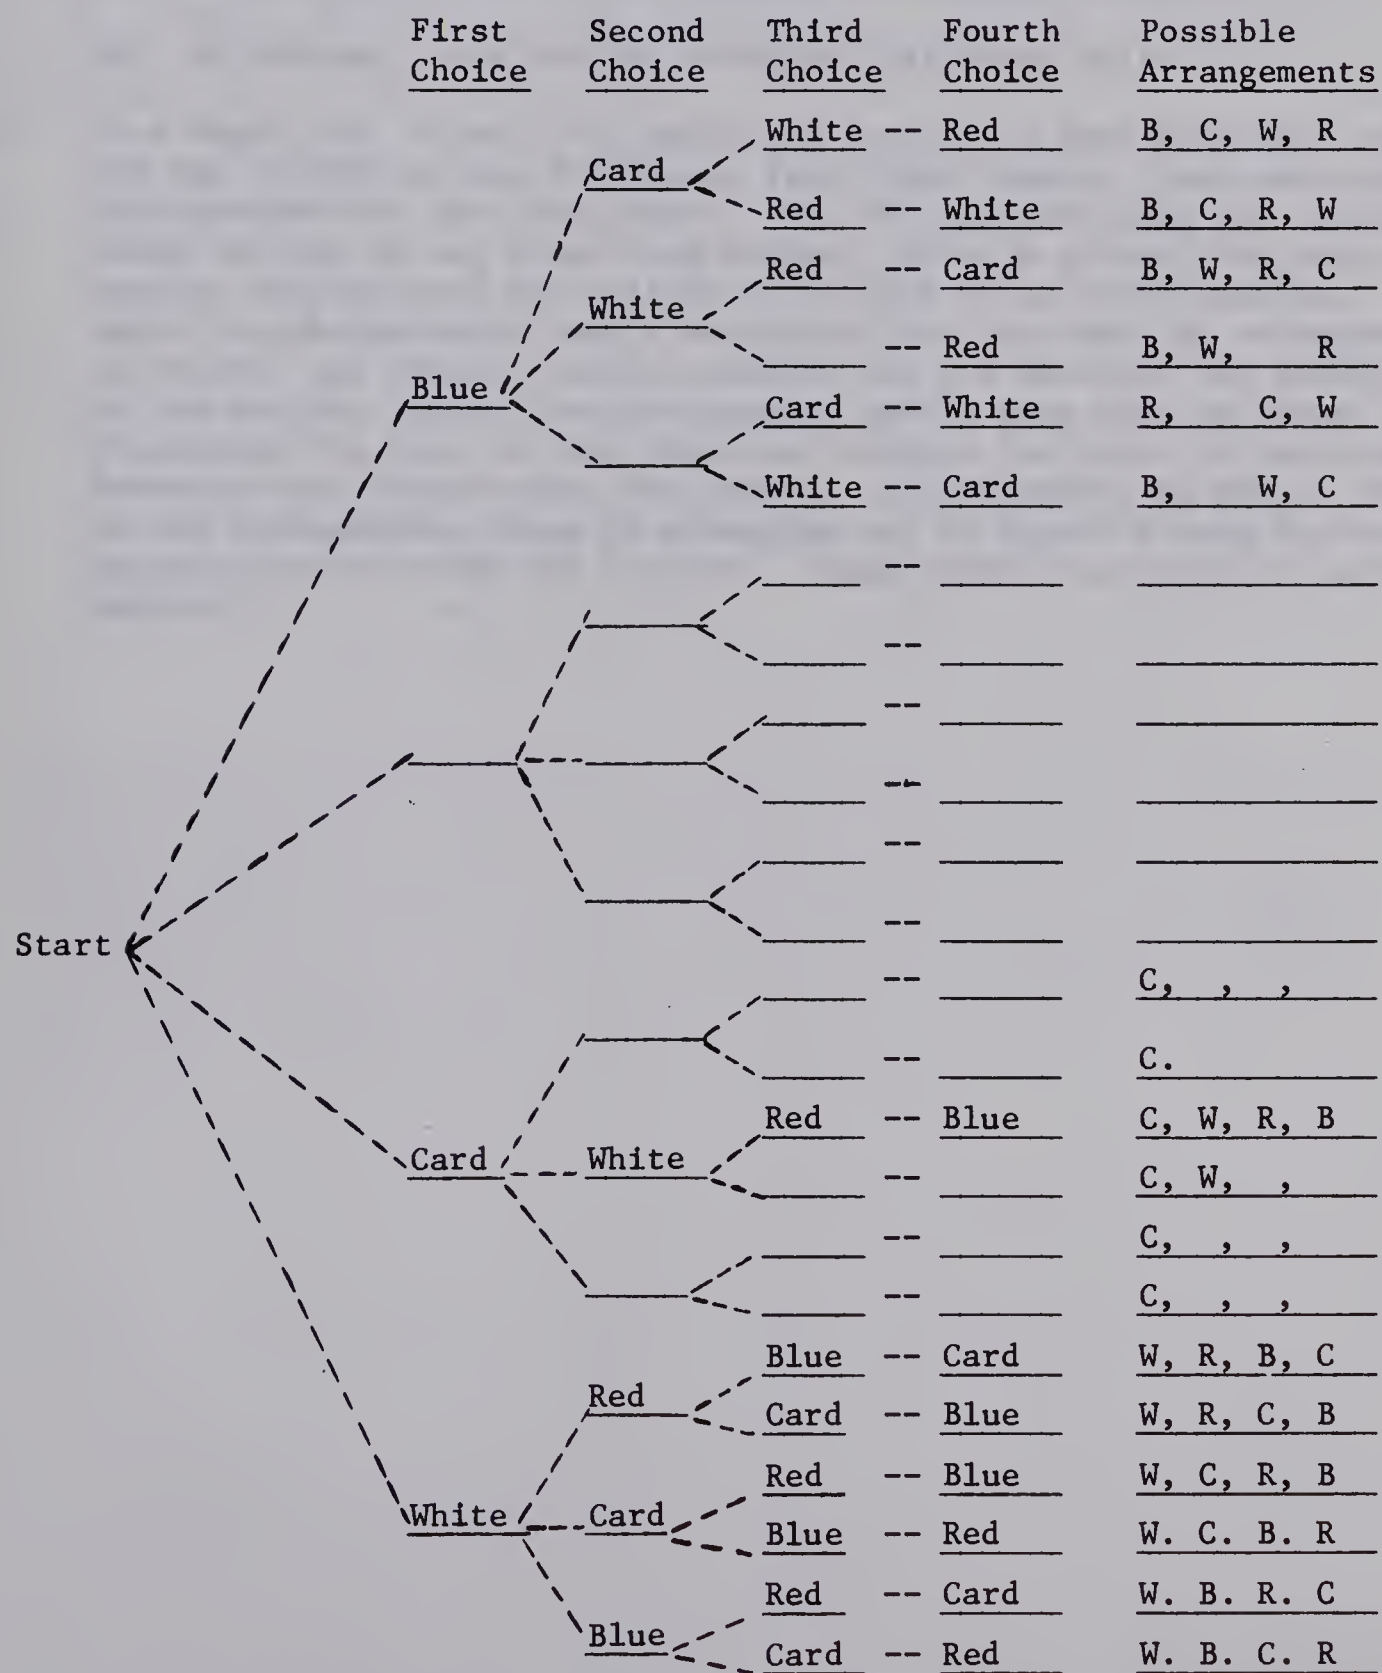 First Second Third Fourth Possible
Choice Choice Choice Choice Arrangements
White -- Red B, C, W, R
Card
Red -- White B, C, R, W
Red -- Card B, W, R, C
White
-- Red B, W, R
Blue
Card -- White R, C, W
White -- Card B, W, C
--
--
--
--
--
--
Start
-- C, , ,
-- C.
Red -- Blue C, W, R, B
Card White
-- C, W, ,
-- C, , ,
-- C, , ,
Blue -- Card W, R, B, C
Red
Card -- Blue W, R, C, B
Red -- Blue W, C, R, B
White Card
Blue -- Red W. C. B. R
Red -- Card W. B. R. C
Blue
Card -- Red W. B. C. R